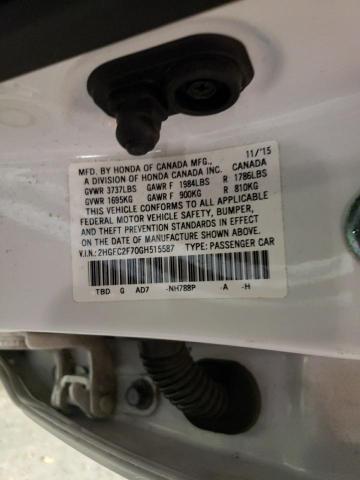 MFD. BY HONDA OF CANADA MFG., 11/'15
A DIVISION OF HONDA CANADA INC. CANADA
GVWR 3737LBS GAWR F 1984LBS R 1786LBS
GVWR 1695KG GAWR F 900KG R 810KG
THIS VEHICLE CONFORMS TO ALL APPLICABLE
FEDERAL MOTOR VEHICLE SAFETY, BUMPER,
AND THEFT PREVENTION STANDARDS IN EFFECT
ON THE DATE OF MANUFACTURE SHOWN ABOVE.
V.I.N.: 2HGFC2F70GH515587 TYPE: PASSENGER CAR
TBD G AD7 -NH788P -A -H